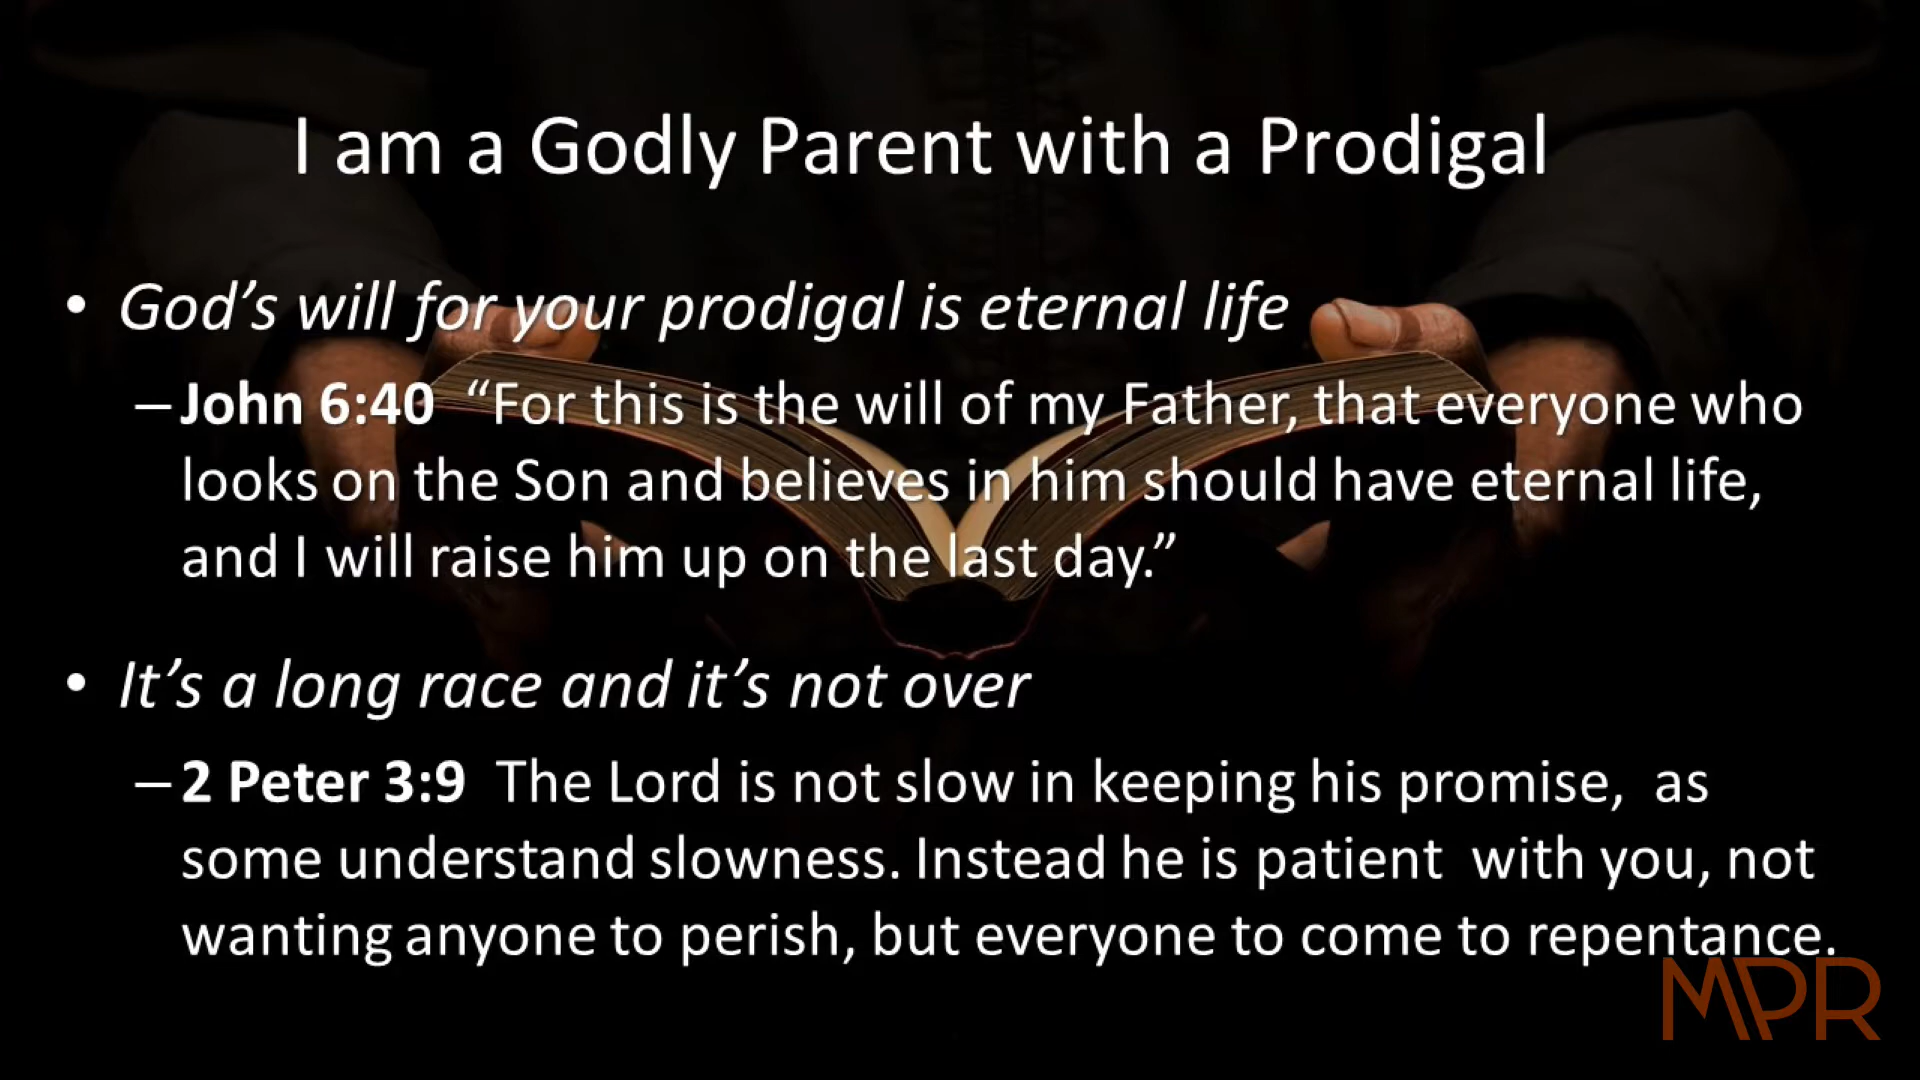 I am a Godly Parent with a Prodigal
• God’s will for your prodigal is eternal life
– John 6:40 “For this is the will of my Father, that everyone who
looks on the Son and believes in him should have eternal life,
and I will raise him up on the last day.”
• It’s a long race and it’s not over
– 2 Peter 3:9 The Lord is not slow in keeping his promise, as
some understand slowness. Instead he is patient with you, not
wanting anyone to perish, but everyone to come to repentance.
MPR